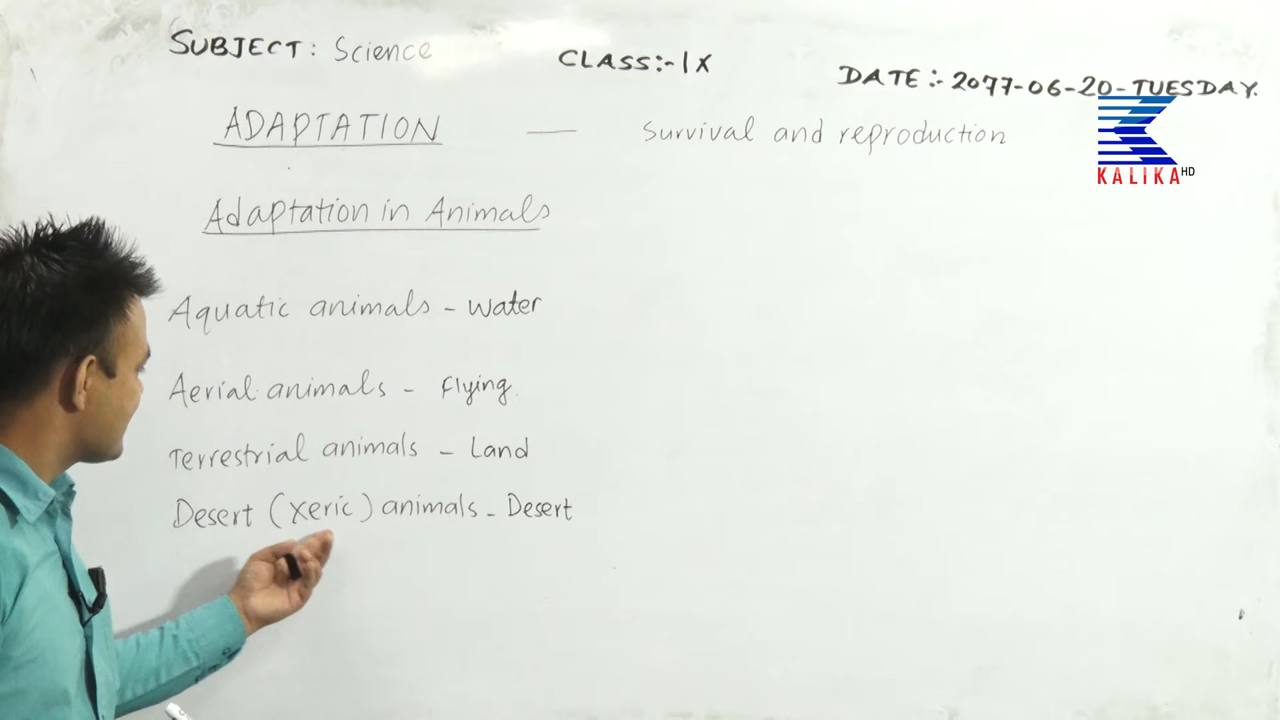 SUBJECT: Science CLASS:- IX DATE:- 2077-06-20-TUESDAY.
ADAPTATION — Survival and reproduction
KALIKA HD
Adaptation in Animals
Aquatic animals - Water
Aerial animals - Flying.
Terrestrial animals - Land
Desert (Xeric) animals - Desert